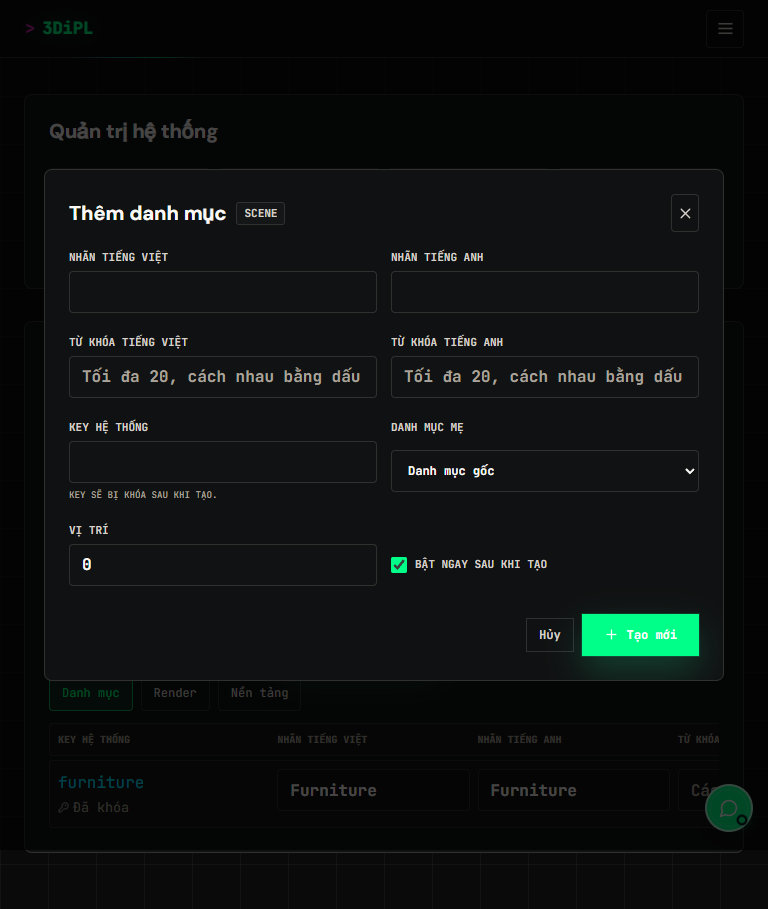 > 3DiPL
Quản trị hệ thống
Thêm danh mục SCENE
NHÃN TIẾNG VIỆT NHÃN TIẾNG ANH
TỪ KHÓA TIẾNG VIỆT TỪ KHÓA TIẾNG ANH
Tối đa 20, cách nhau bằng dấu Tối đa 20, cách nhau bằng dấu
KEY HỆ THỐNG DANH MỤC MẸ
Danh mục gốc
KEY SẼ BỊ KHÓA SAU KHI TẠO.
VỊ TRÍ
0 BẬT NGAY SAU KHI TẠO
Hủy + Tạo mới
Danh mục Render Nền tảng
KEY HỆ THỐNG NHÃN TIẾNG VIỆT NHÃN TIẾNG ANH TỪ KHÓA
furniture Furniture Furniture
Đã khóa